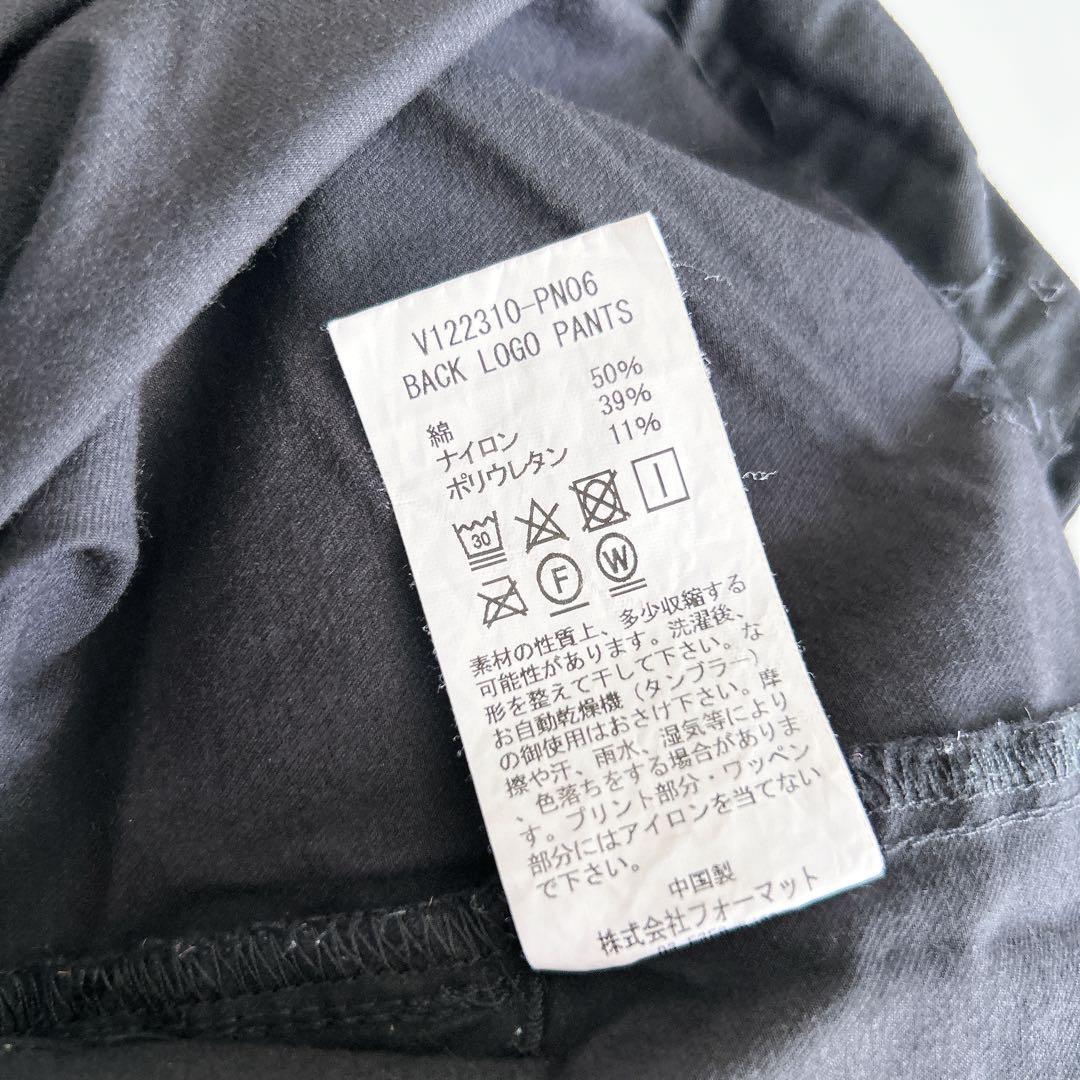 V122310-PN06
BACK LOGO PANTS
綿 50%
ナイロン 39%
ポリウレタン 11%
30
F W
素材の性質上、多少収縮する
可能性があります。洗濯後、
形を整えて干して下さい。な
お自動乾燥機（タンブラー）
の御使用はおさけ下さい。摩
擦や汗、雨水、湿気等により
、色落ちをする場合がありま
す。プリント部分・ワッペン
部分にはアイロンを当てない
で下さい。
中国製
株式会社フォーマット